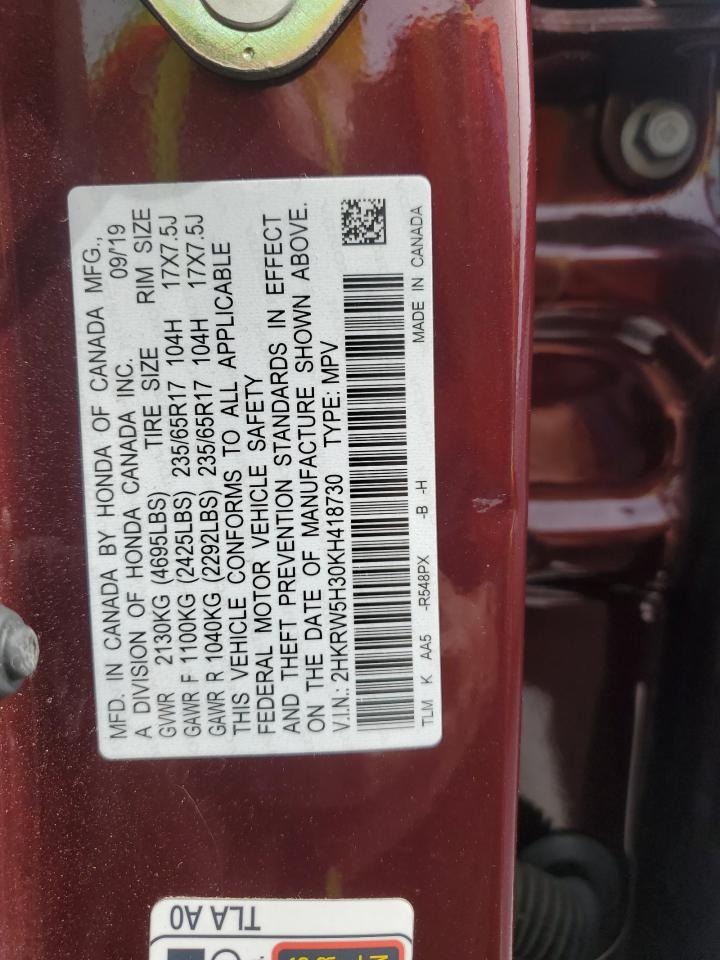 MFD. IN CANADA BY HONDA OF CANADA MFG.,
A DIVISION OF HONDA CANADA INC. 09/19
GVWR 2130KG (4695LBS) TIRE SIZE RIM SIZE
GAWR F 1100KG (2425LBS) 235/65R17 104H 17X7.5J
GAWR R 1040KG (2292LBS) 235/65R17 104H 17X7.5J
THIS VEHICLE CONFORMS TO ALL APPLICABLE
FEDERAL MOTOR VEHICLE SAFETY
AND THEFT PREVENTION STANDARDS IN EFFECT
ON THE DATE OF MANUFACTURE SHOWN ABOVE.
V.I.N.: 2HKRW5H30KH418730 TYPE: MPV
TLM K AA5 -R548PX -B -H MADE IN CANADA
TLA A0